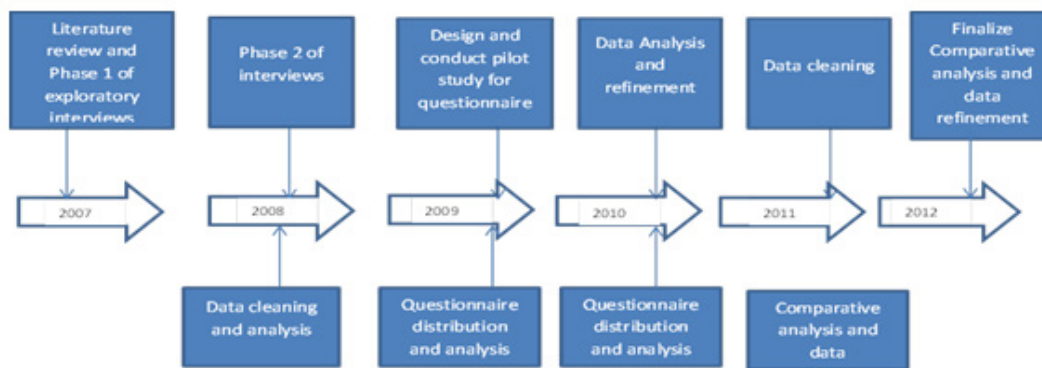 Literature
review and
Phase 1 of
exploratory
interviews
Phase 2 of
interviews
Design and
conduct pilot
study for
questionnaire
Data Analysis
and
refinement
Data cleaning
Finalize
Comparative
analysis and
data
refinement
2007
2008
2009
2010
2011
2012
Data cleaning
and analysis
Questionnaire
distribution
and analysis
Questionnaire
distribution
and analysis
Comparative
analysis and
data